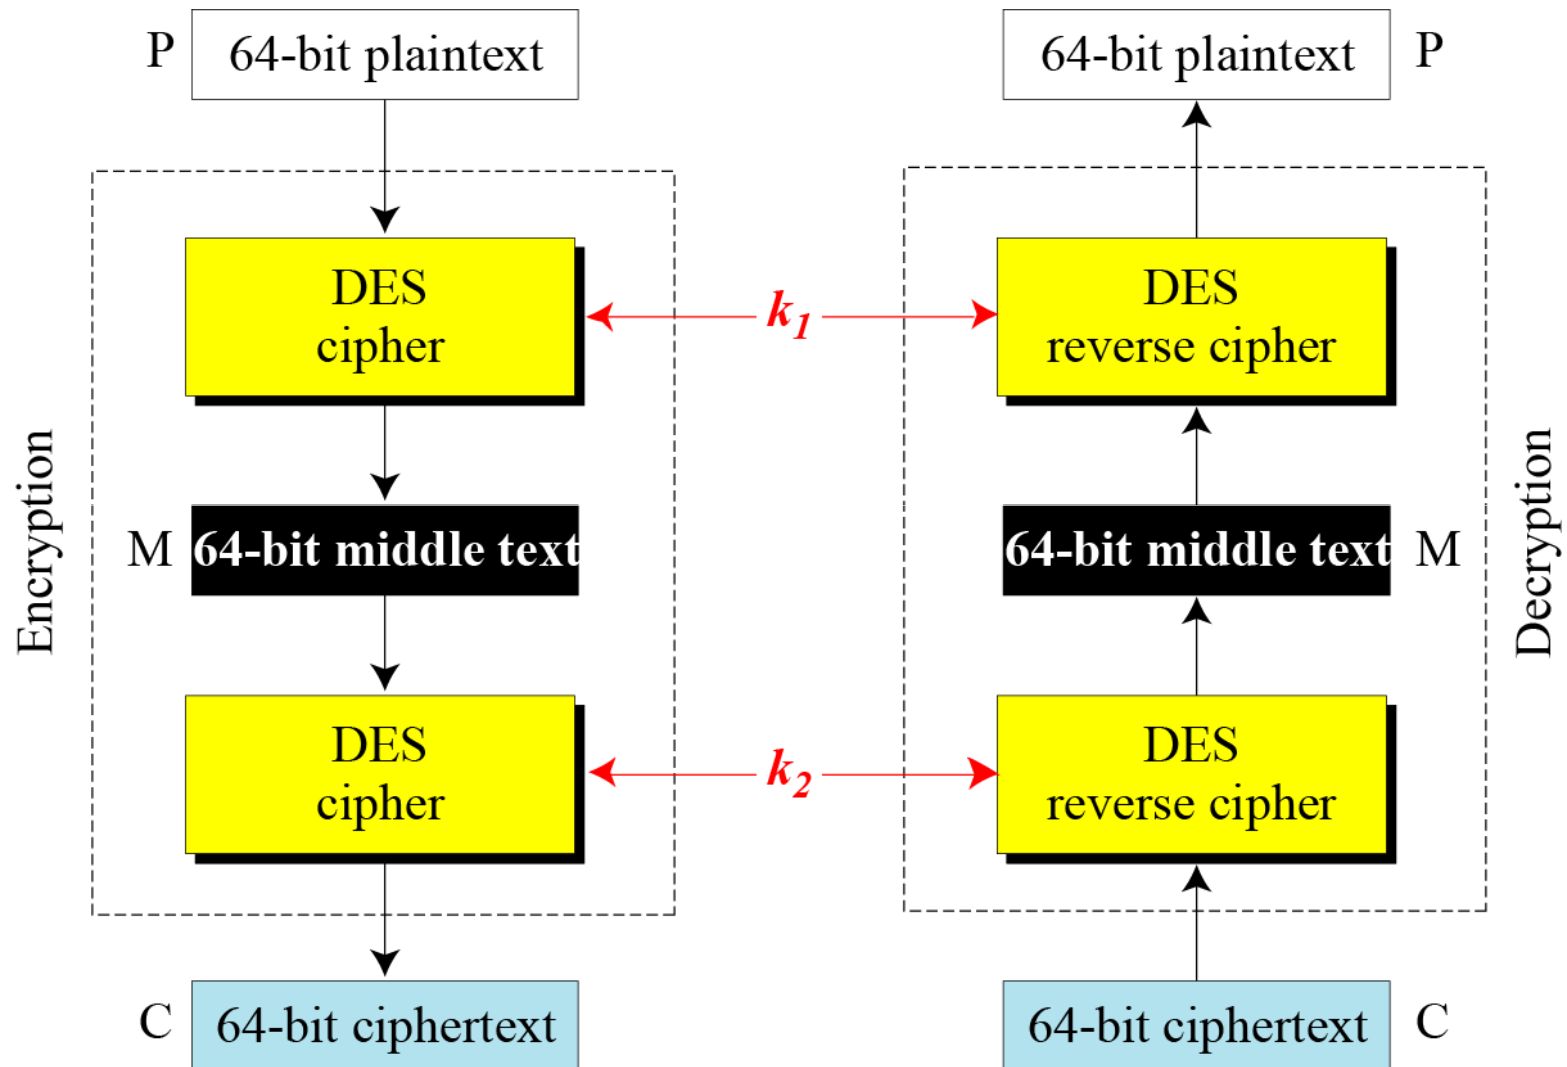 P 64-bit plaintext
64-bit plaintext P
DES
cipher
k1
DES
reverse cipher
Encryption
M 64-bit middle text
64-bit middle text M
Decryption
DES
cipher
k2
DES
reverse cipher
C 64-bit ciphertext
64-bit ciphertext C